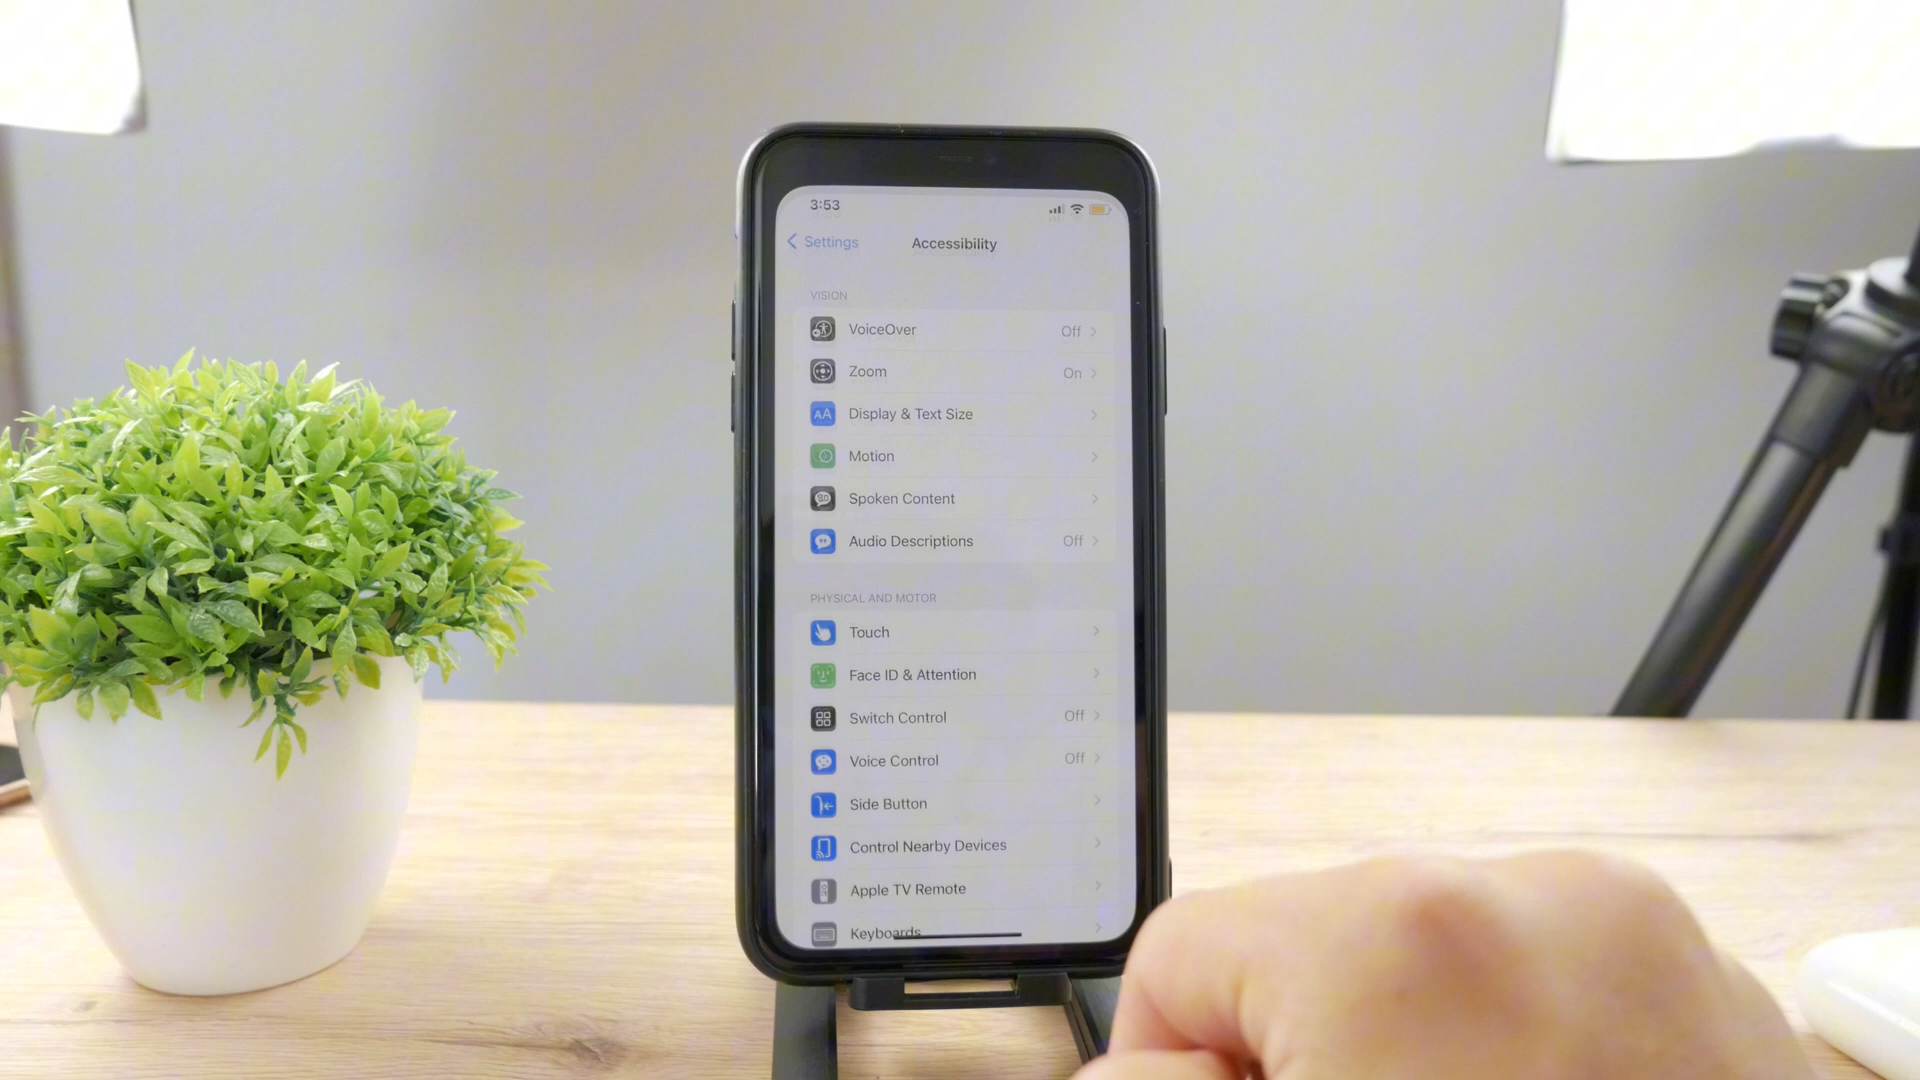 3:53
Settings
Accessibility
VISION
VoiceOver Off
Zoom On
AA Display & Text Size
Motion
Spoken Content
Audio Descriptions Off
PHYSICAL AND MOTOR
Touch
Face ID & Attention
Switch Control Off
Voice Control Off
Side Button
Control Nearby Devices
Apple TV Remote
Keyboards